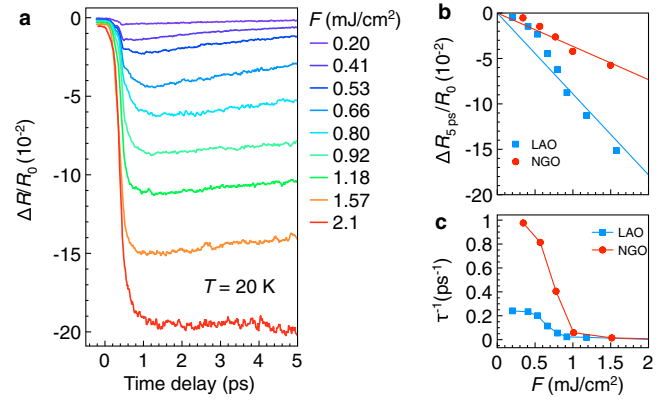 a
F (mJ/cm²)
0
-5
-10
-15
-20
ΔR/R₀ (10⁻²)
0.20
0.41
0.53
0.66
0.80
0.92
1.18
1.57
2.1
T = 20 K
0 1 2 3 4 5
Time delay (ps)
b
0
-5
-10
-15
-20
ΔR₅ ₚₛ/R₀ (10⁻²)
LAO
NGO
c
1
0.8
0.6
0.4
0.2
0
τ⁻¹(ps⁻¹)
LAO
NGO
0 0.5 1 1.5 2
F (mJ/cm²)